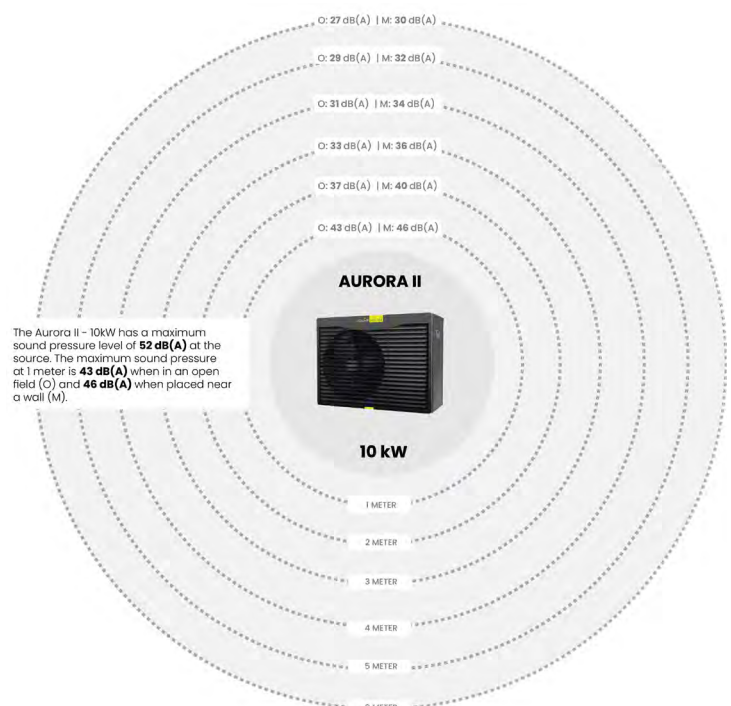 O: 27 dB(A) | M: 30 dB(A)
O: 29 dB(A) | M: 32 dB(A)
O: 31 dB(A) | M: 34 dB(A)
O: 33 dB(A) | M: 36 dB(A)
O: 37 dB(A) | M: 40 dB(A)
O: 43 dB(A) | M: 46 dB(A)
AURORA II
The Aurora II - 10kW has a maximum
sound pressure level of 52 dB(A) at the
source. The maximum sound pressure
at 1 meter is 43 dB(A) when in an open
field (O) and 46 dB(A) when placed near
a wall (M).
10 kW
1 METER
2 METER
3 METER
4 METER
5 METER